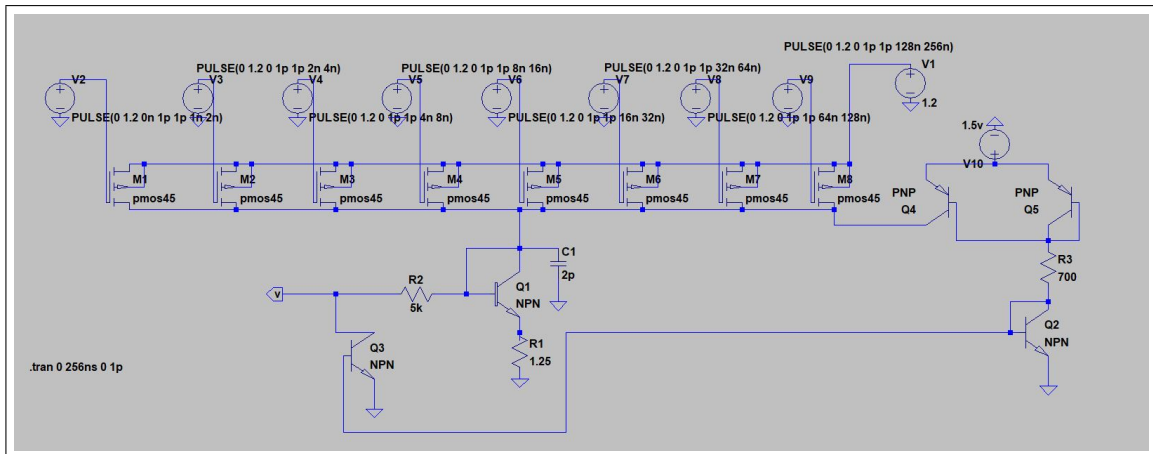 PULSE(0 1.2 0 1p 1p 128n 256n)
PULSE(0 1.2 0 1p 1p 2n 4n)
PULSE(0 1.2 0 1p 1p 8n 16n)
PULSE(0 1.2 0 1p 1p 32n 64n)
V2
V3
V4
V5
V6
V7
V8
V9
V1
1.2
PULSE(0 1.2 0n 1p 1p 1n 2n)
PULSE(0 1.2 0 1p 1p 4n 8n)
PULSE(0 1.2 0 1p 1p 16n 32n)
PULSE(0 1.2 0 1p 1p 64n 128n)
1.5v
V10
M1
pmos45
M2
pmos45
M3
pmos45
M4
pmos45
M5
pmos45
M6
pmos45
M7
pmos45
M8
pmos45
PNP
Q4
PNP
Q5
C1
2p
R3
700
R2
5k
Q1
NPN
v
Q2
NPN
R1
1.25
Q3
NPN
.tran 0 256ns 0 1p